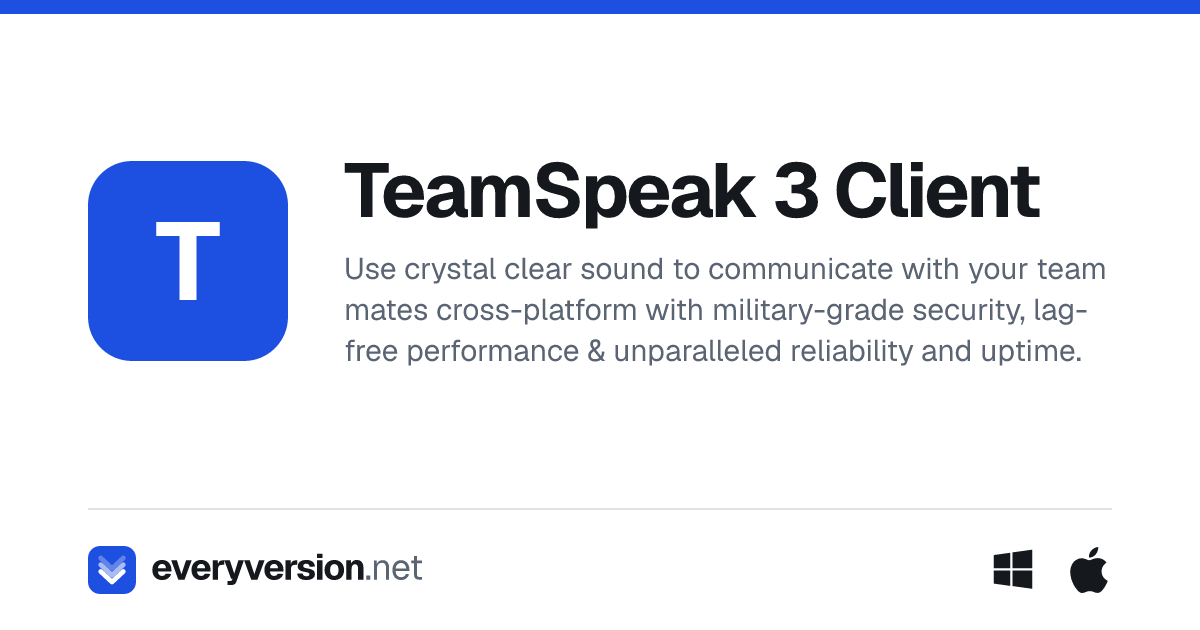 T
TeamSpeak 3 Client
Use crystal clear sound to communicate with your team
mates cross-platform with military-grade security, lag-
free performance & unparalleled reliability and uptime.
everyversion.net